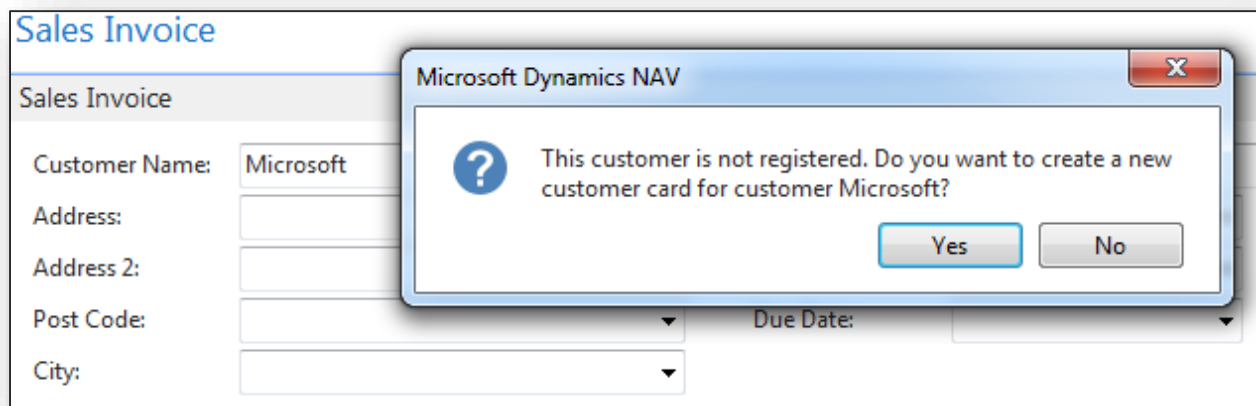 Sales Invoice
Microsoft Dynamics NAV
X
Sales Invoice
?
This customer is not registered. Do you want to create a new
customer card for customer Microsoft?
Yes No
Customer Name: Microsoft
Address:
Address 2:
Post Code: Due Date:
City: